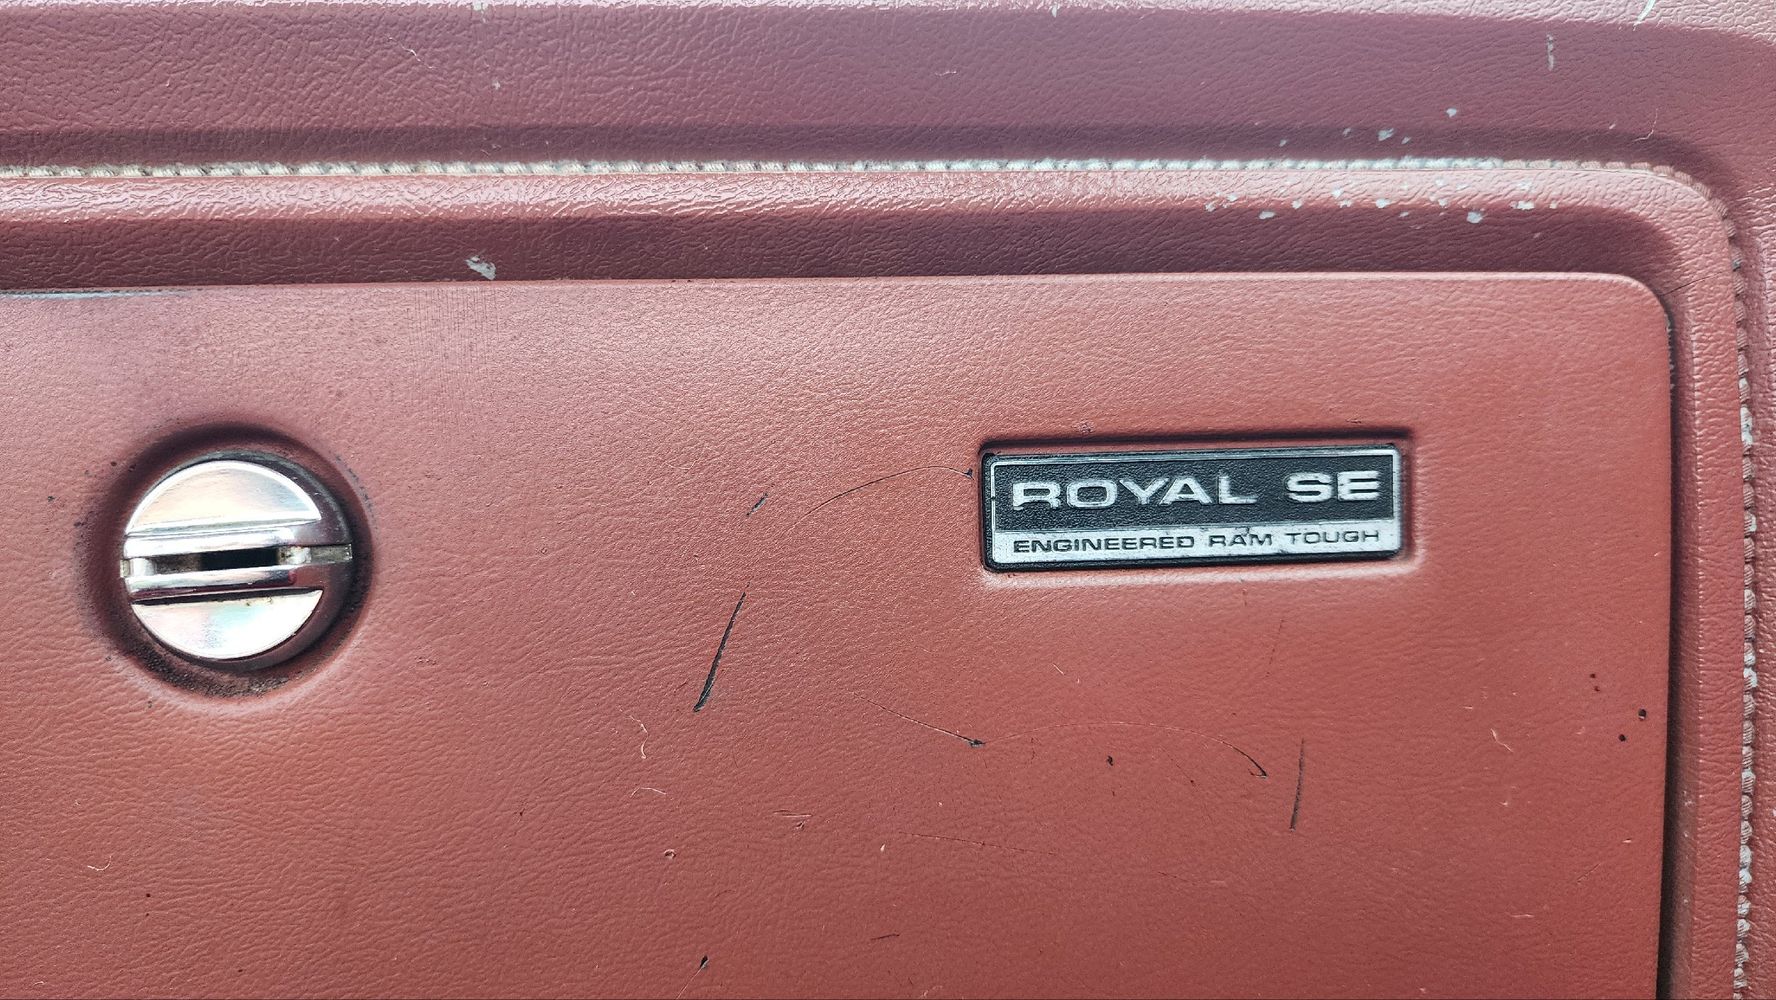 ROYAL SE
ENGINEERED RAM TOUGH